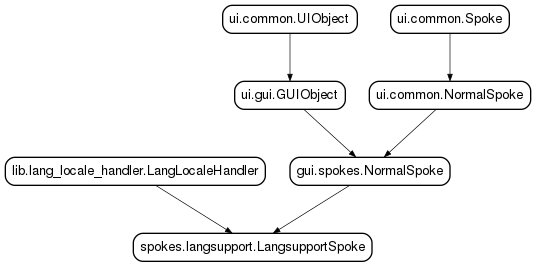 ui.common.UIObject
ui.common.Spoke
ui.gui.GUIObject
ui.common.NormalSpoke
lib.lang_locale_handler.LangLocaleHandler
gui.spokes.NormalSpoke
spokes.langsupport.LangsupportSpoke